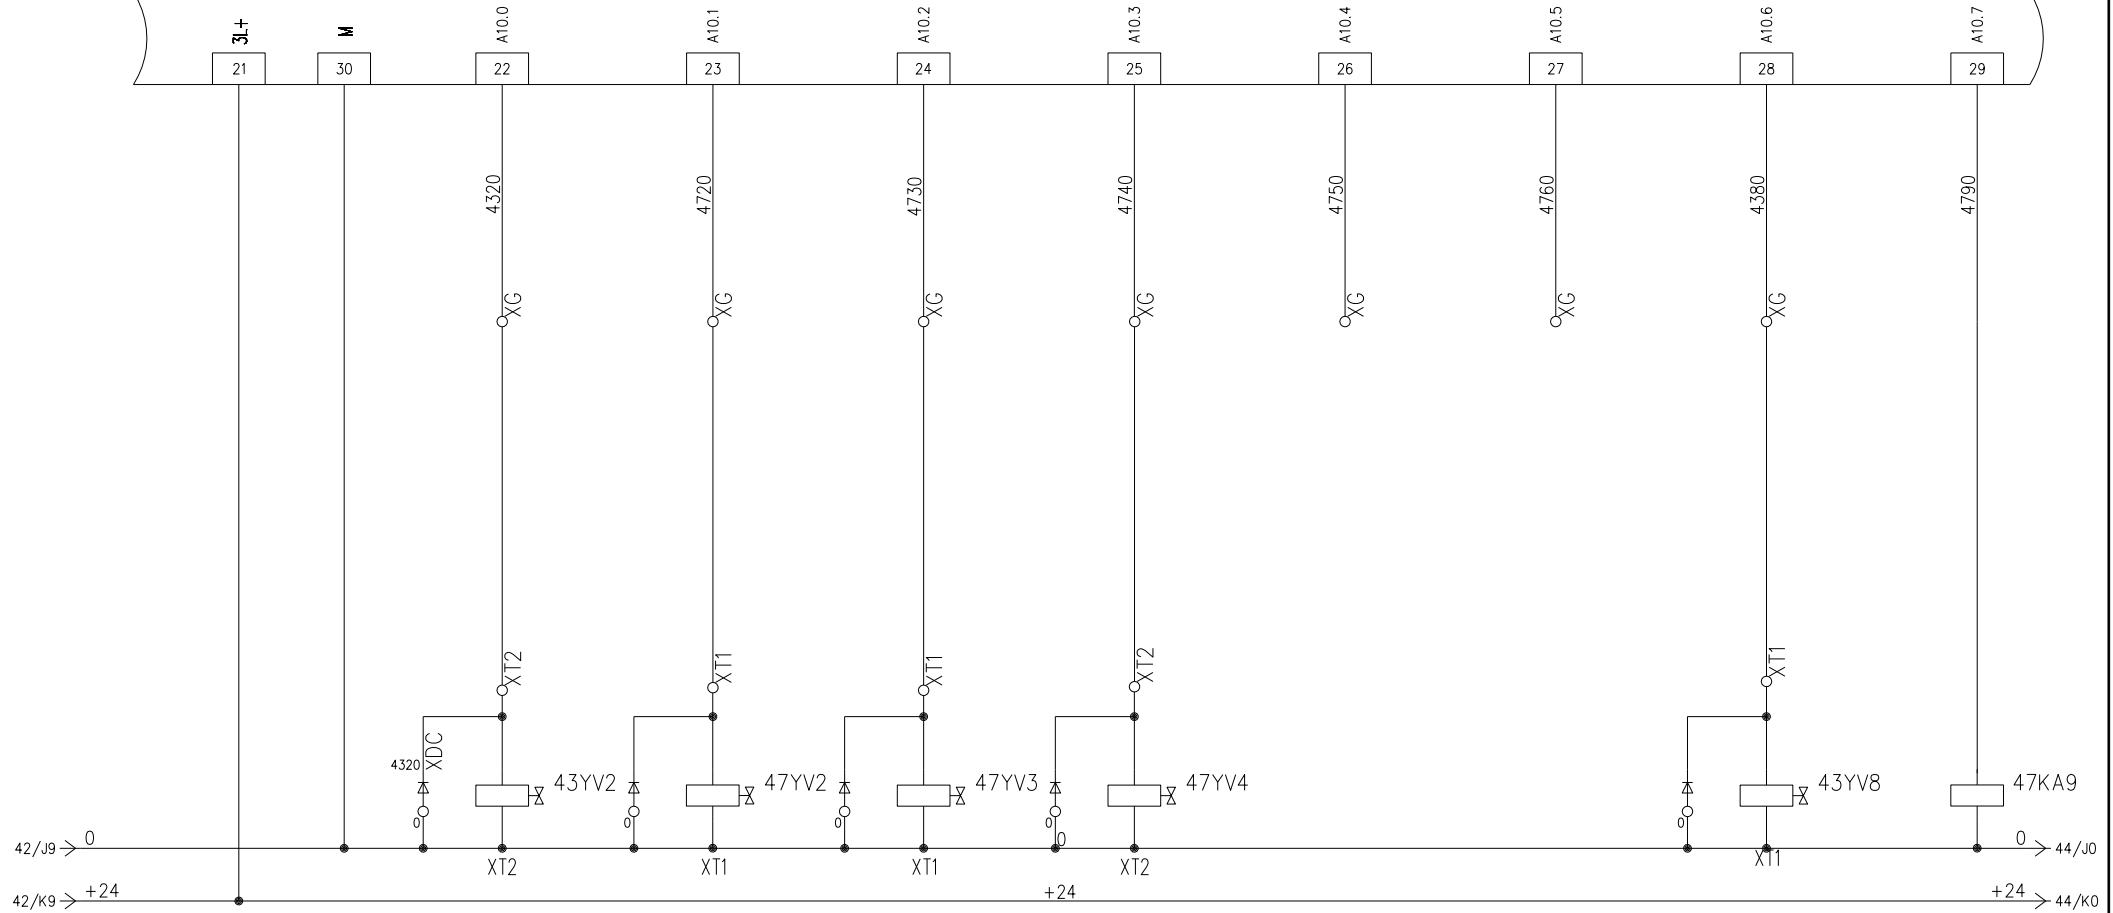 3L+ M A10.0 A10.1 A10.2 A10.3 A10.4 A10.5 A10.6 A10.7
21 30 22 23 24 25 26 27 28 29
4320 4720 4730 4740 4750 4760 4380 4790
XG XG XG XG XG XG XG
XT2 XT1 XT1 XT2 XT1
4320 XDC
43YV2 47YV2 47YV3 47YV4 43YV8 47KA9
0 0 0 0 0
42/J9 0 0 0 44/J0
XT2 XT1 XT1 XT2 XT1
42/K9 +24 +24 +24 44/K0